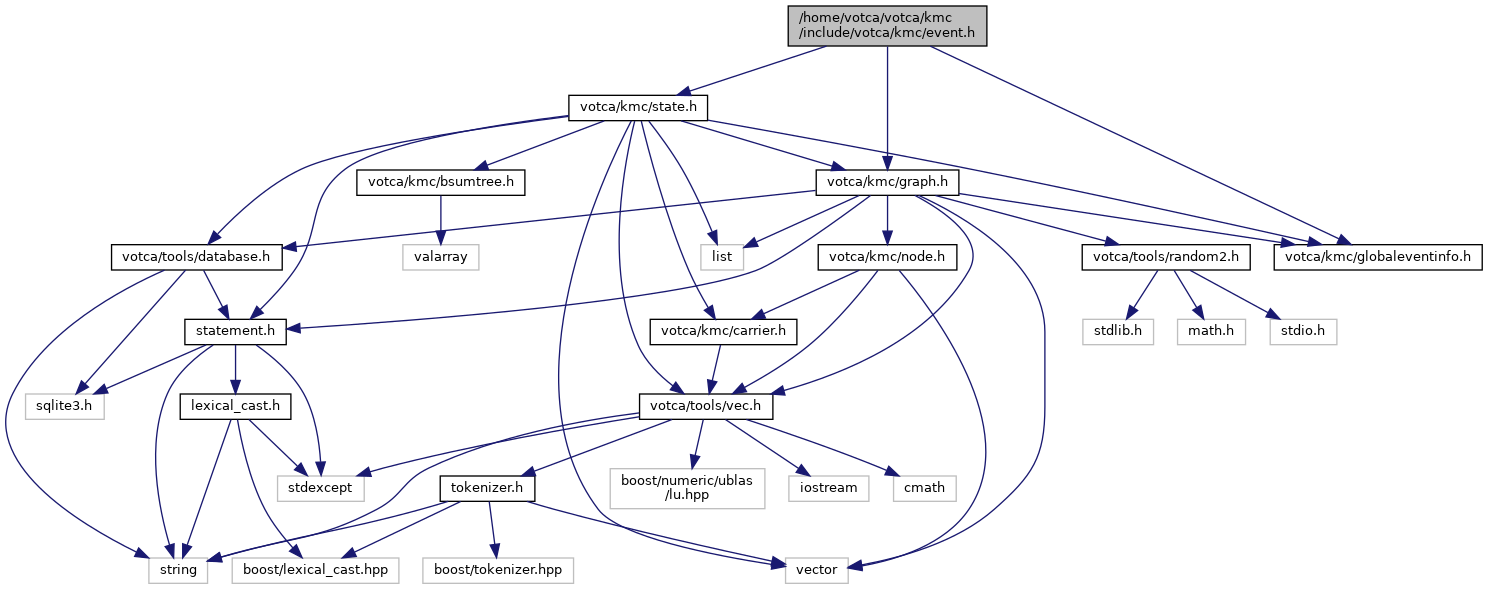 /home/votca/votca/kmc
/include/votca/kmc/event.h
votca/kmc/state.h
votca/kmc/bsumtree.h
votca/kmc/graph.h
votca/tools/database.h
valarray
list
votca/kmc/node.h
votca/tools/random2.h
votca/kmc/globaleventinfo.h
statement.h
votca/kmc/carrier.h
stdlib.h
math.h
stdio.h
sqlite3.h
lexical_cast.h
votca/tools/vec.h
stdexcept
tokenizer.h
boost/numeric/ublas
/lu.hpp
iostream
cmath
string
boost/lexical_cast.hpp
boost/tokenizer.hpp
vector